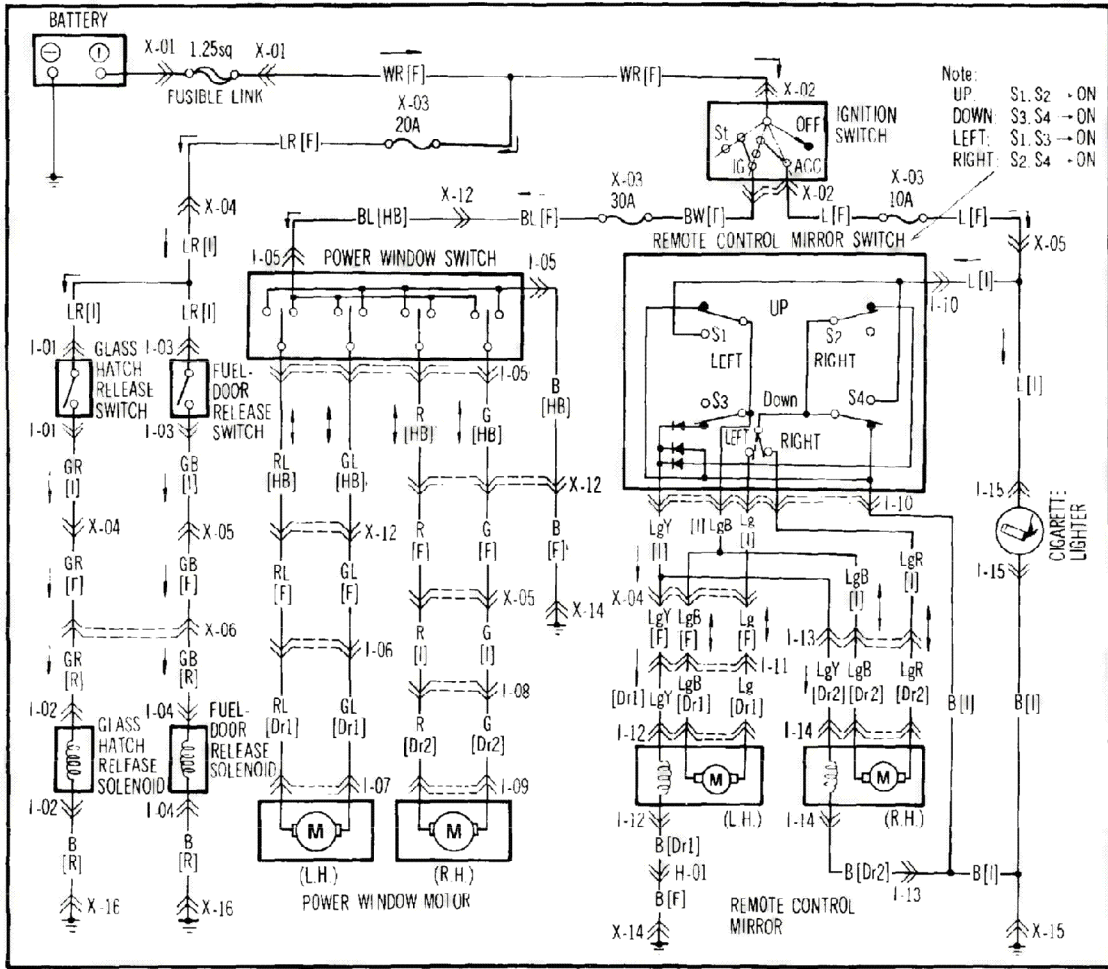 BATTERY
X-01 1.25sq X-01
FUSIBLE LINK
WR[F]
WR[F]
X-02
X-03
20A
LR[F]
OFF
St
IG
ACC
IGNITION
SWITCH
X-02
Note:
UP: S1. S2 → ON
DOWN: S3. S4 → ON
LEFT: S1. S3 → ON
RIGHT: S2. S4 → ON
X-04
X-12
BL[HB]
BL[F]
X-03
30A
BW[F]
L[F]
X-03
10A
L[F]
X-05
LR[I]
I-05
POWER WINDOW SWITCH
I-05
REMOTE CONTROL MIRROR SWITCH
L[I]
I-10
LR[I]
LR[I]
UP
S1
S2
LEFT
RIGHT
I-01
GLASS
HATCH
RELEASE
SWITCH
I-03
FUEL-
DOOR
RELEASE
SWITCH
I-05
B
[HB]
L[I]
S3
Down
S4
LEFT
RIGHT
I-01
I-03
R
[HB]
G
[HB]
RL
[HB]
GL
[HB]
GR
[I]
GB
[I]
X-12
I-10
I-15
CIGARETTE
LIGHTER
I-15
X-04
X-05
X-12
R
[F]
G
[F]
B
[F]
LgY
[I]
[I]
LgB
Lg
[I]
LgB
[I]
LgR
[I]
GR
[F]
GB
[F]
RL
[F]
GL
[F]
X-05
X-14
X-04
X-06
I-06
R
[I]
G
[I]
LgY
[F]
LgB
[F]
Lg
[F]
I-13
I-11
LgY
[Dr2]
LgB
[Dr2]
LgR
[Dr2]
GR
[R]
GB
[R]
RL
[Dr1]
GL
[Dr1]
I-08
R
[Dr2]
G
[Dr2]
[Dr1]
LgY
LgB
[Dr1]
Lg
[Dr1]
B[I]
B[I]
I-02
I-04
GLASS
HATCH
RELEASE
SOLENOID
FUEL-
DOOR
RELEASE
SOLENOID
I-12
I-14
I-02
I-04
I-07
I-09
M
M
M
M
(L.H.)
(R.H.)
I-12
I-14
B
[R]
B
[R]
(L.H.)
(R.H.)
POWER WINDOW MOTOR
B[Dr1]
H-01
B[F]
B[Dr2]
I-13
B[I]
X-16
X-16
REMOTE CONTROL
MIRROR
X-14
X-15